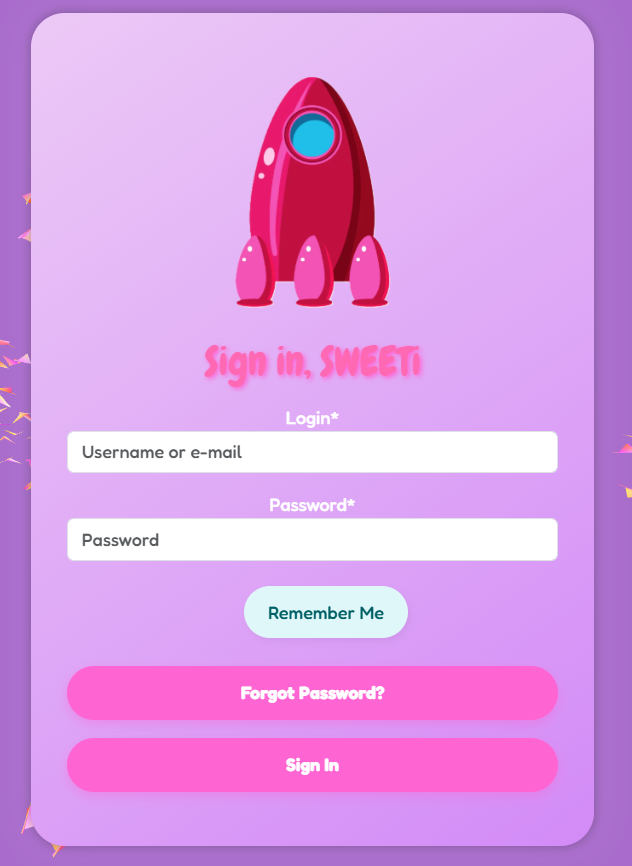 Sign in, SWEETi
Login*
Username or e-mail
Password*
Password
Remember Me
Forgot Password?
Sign In